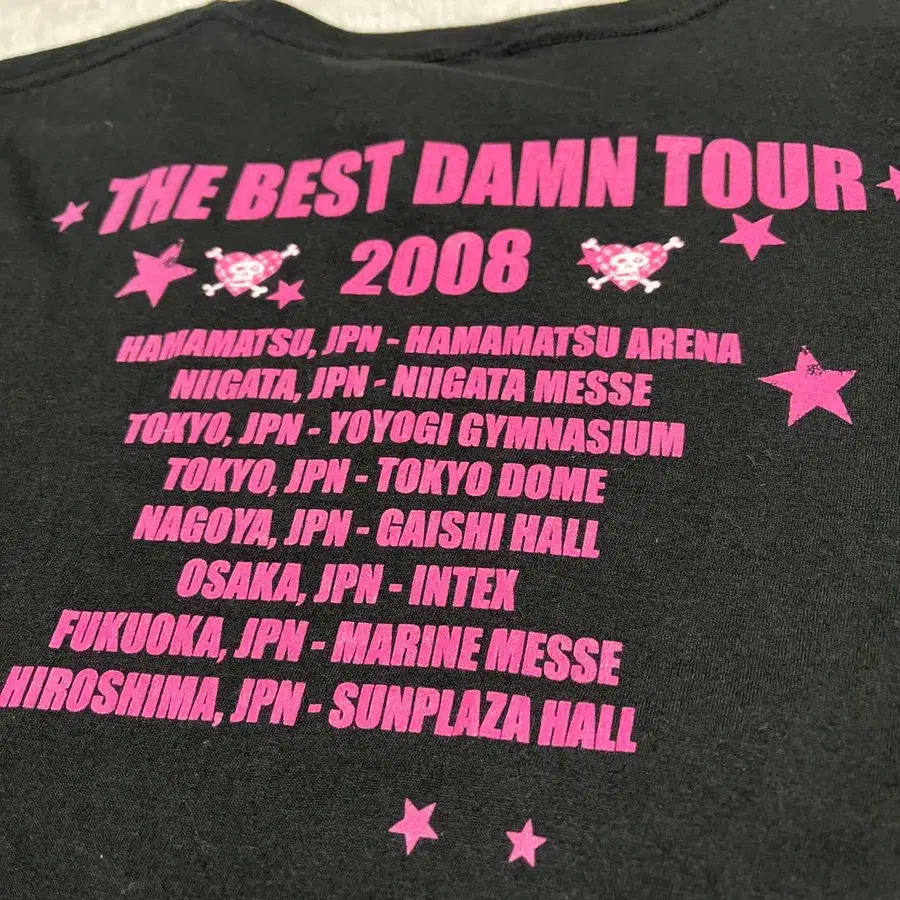 THE BEST DAMN TOUR
2008
HAMAMATSU, JPN - HAMAMATSU ARENA
NIIGATA, JPN - NIIGATA MESSE
TOKYO, JPN - YOYOGI GYMNASIUM
TOKYO, JPN - TOKYO DOME
NAGOYA, JPN - GAISHI HALL
OSAKA, JPN - INTEX
FUKUOKA, JPN - MARINE MESSE
HIROSHIMA, JPN - SUNPLAZA HALL